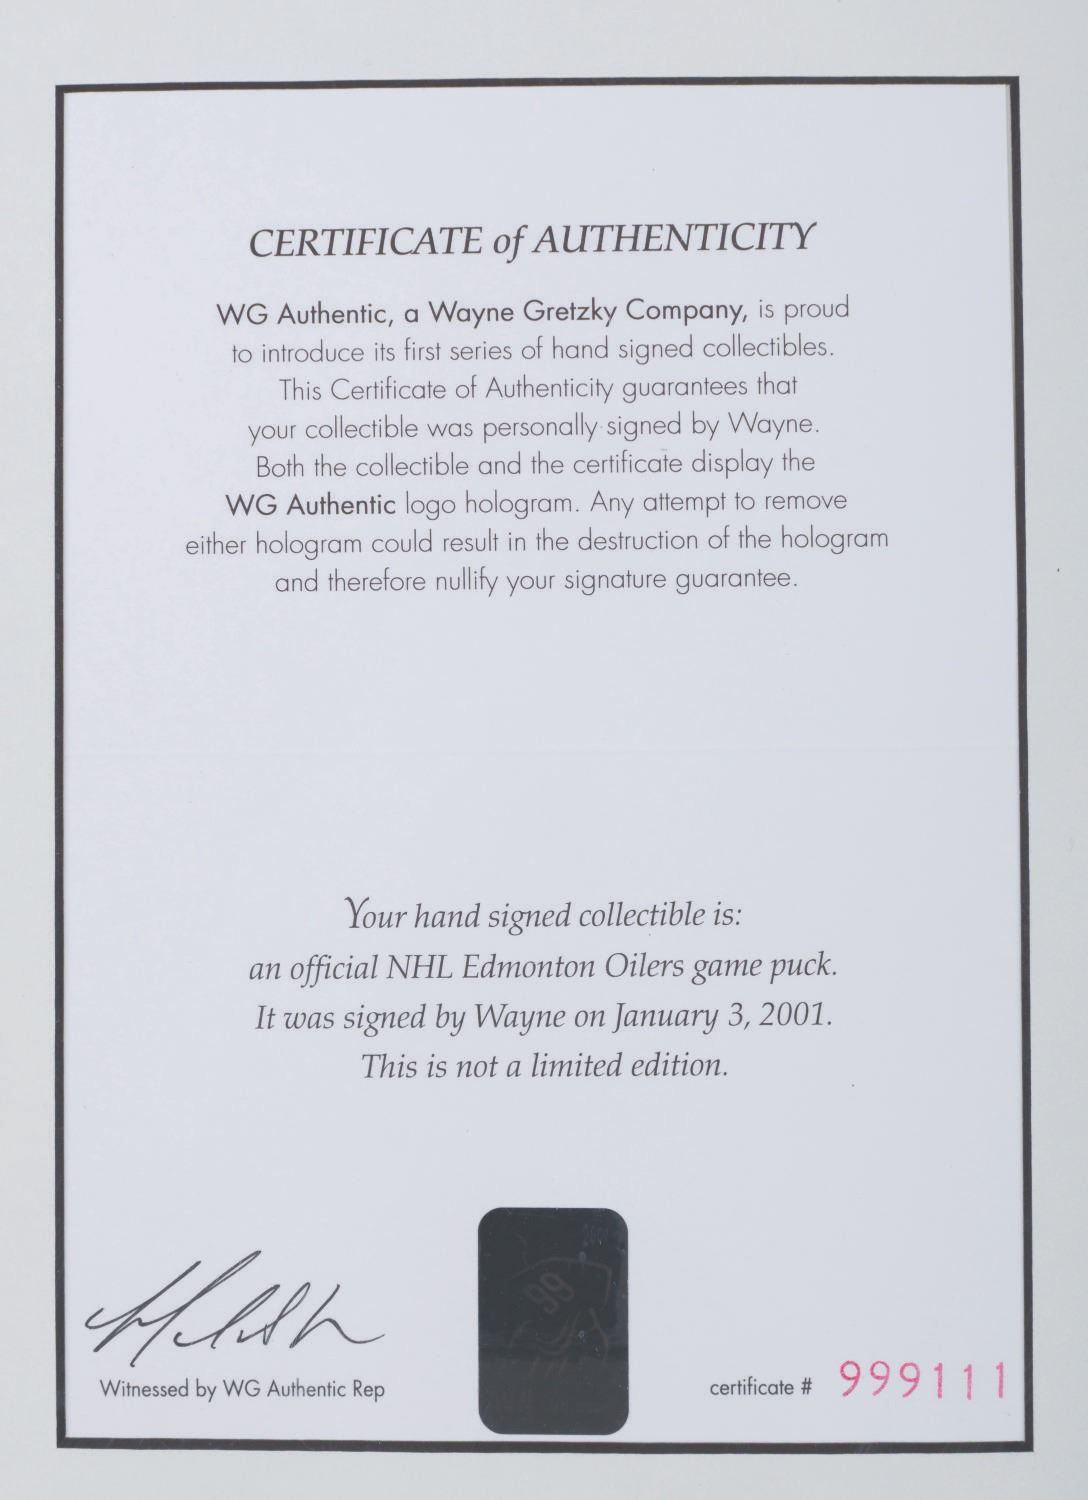 CERTIFICATE of AUTHENTICITY
WG Authentic, a Wayne Gretzky Company, is proud
to introduce its first series of hand signed collectibles.
This Certificate of Authenticity guarantees that
your collectible was personally signed by Wayne.
Both the collectible and the certificate display the
WG Authentic logo hologram. Any attempt to remove
either hologram could result in the destruction of the hologram
and therefore nullify your signature guarantee.
Your hand signed collectible is:
an official NHL Edmonton Oilers game puck.
It was signed by Wayne on January 3, 2001.
This is not a limited edition.
99
Witnessed by WG Authentic Rep
certificate # 999111